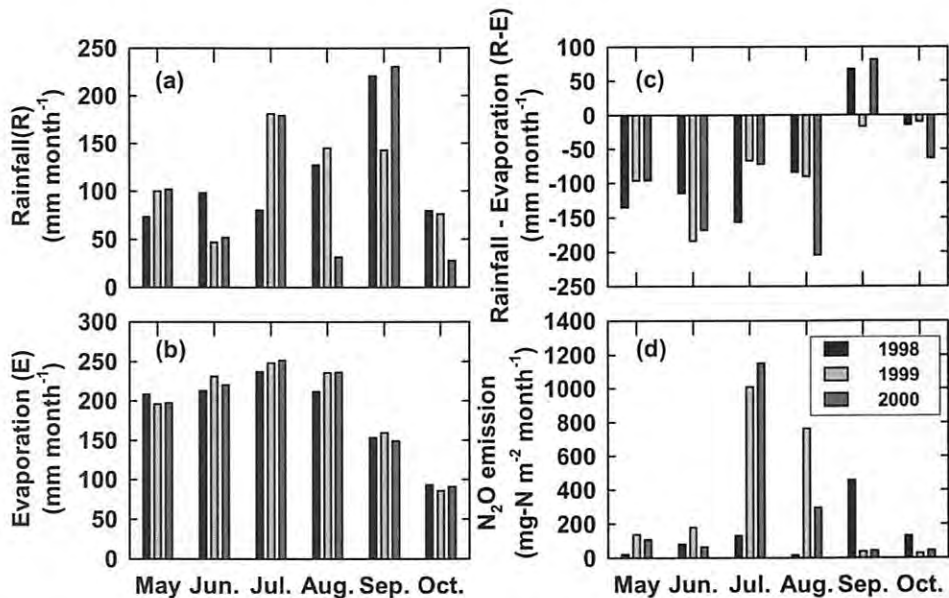 Rainfall(R)
(mm month⁻¹)
250
200
150
100
50
0
(a)
Rainfall - Evaporation (R-E)
(mm month⁻¹)
100
50
0
-50
-100
-150
-200
-250
(c)
Evaporation (E)
(mm month⁻¹)
300
250
200
150
100
50
0
(b)
May Jun. Jul. Aug. Sep. Oct.
N₂O emission
(mg-N m⁻² month⁻¹)
1400
1200
1000
800
600
400
200
0
(d)
1998
1999
2000
May Jun. Jul. Aug. Sep. Oct.